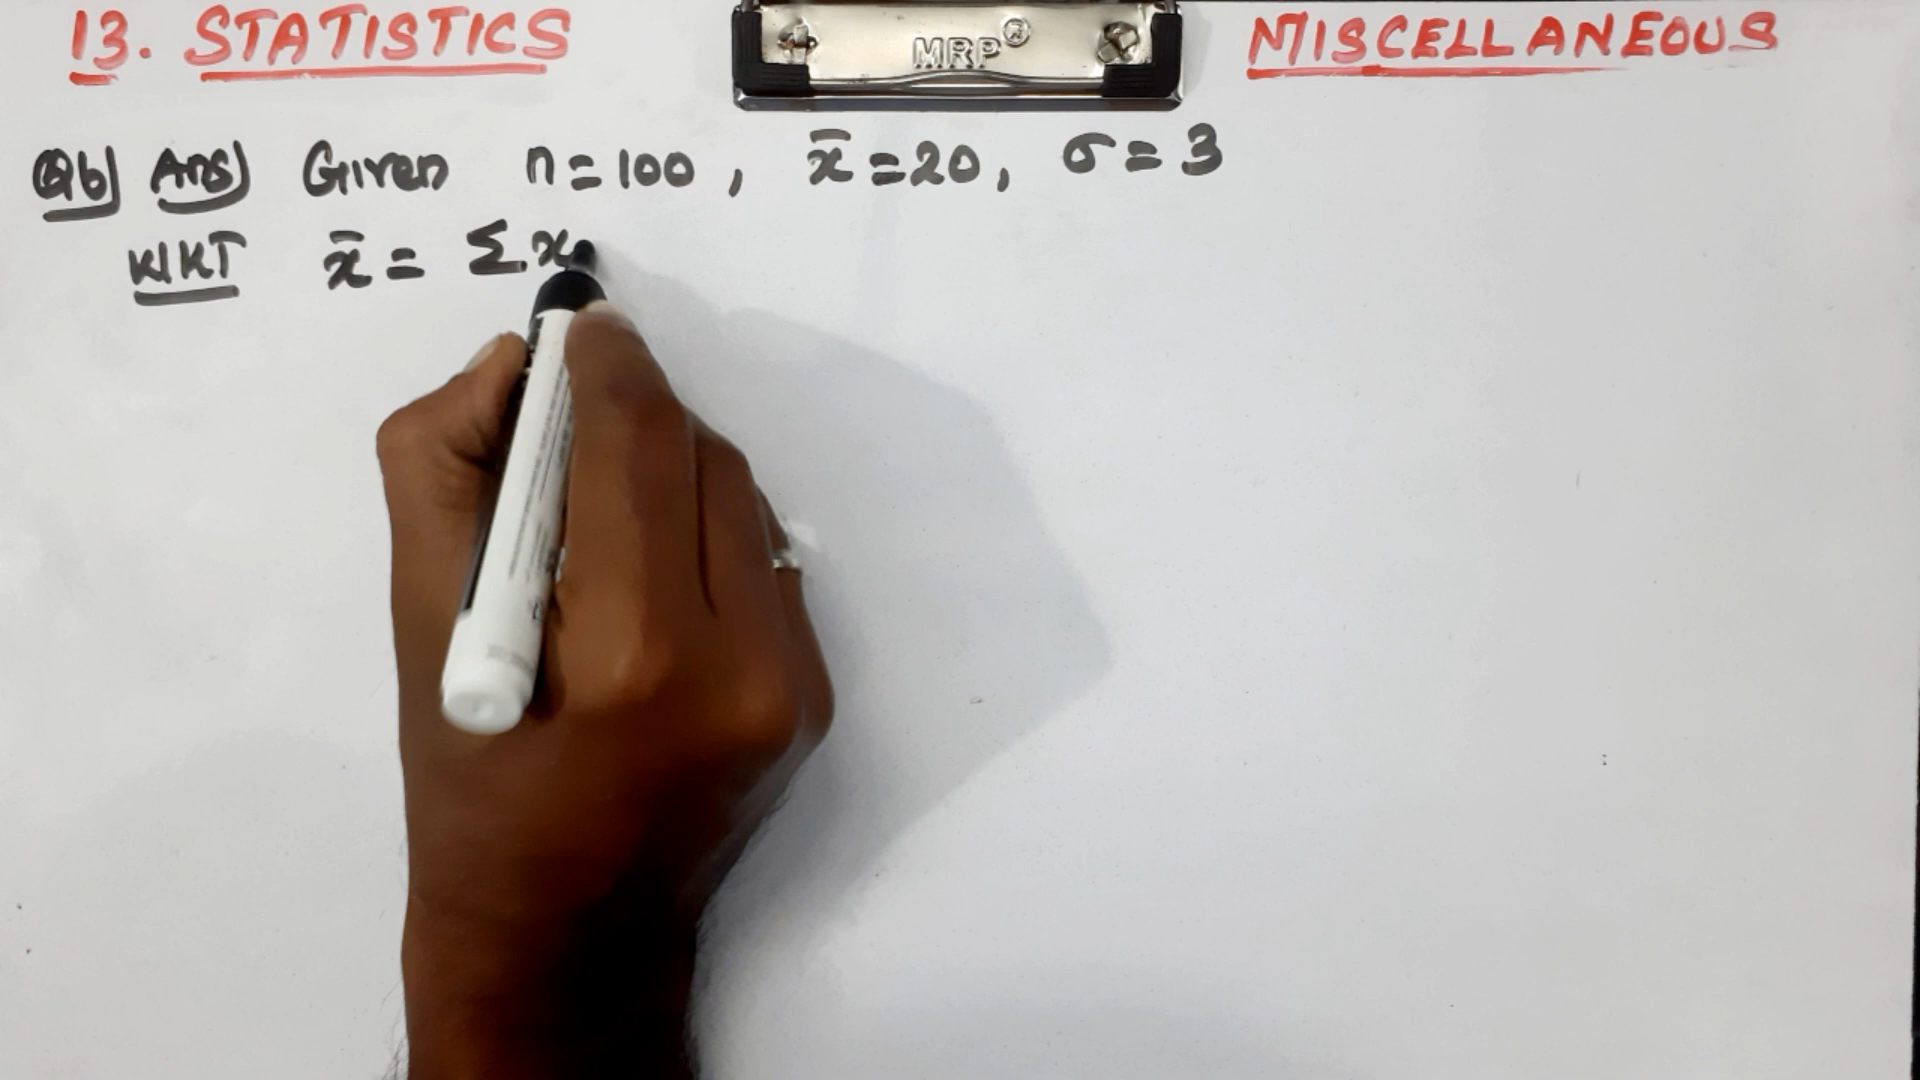 13. STATISTICS
MRP®
MISCELLANEOUS
Q6) Ans) Given n=100, x̄=20, σ=3
WKT x̄ = Σx